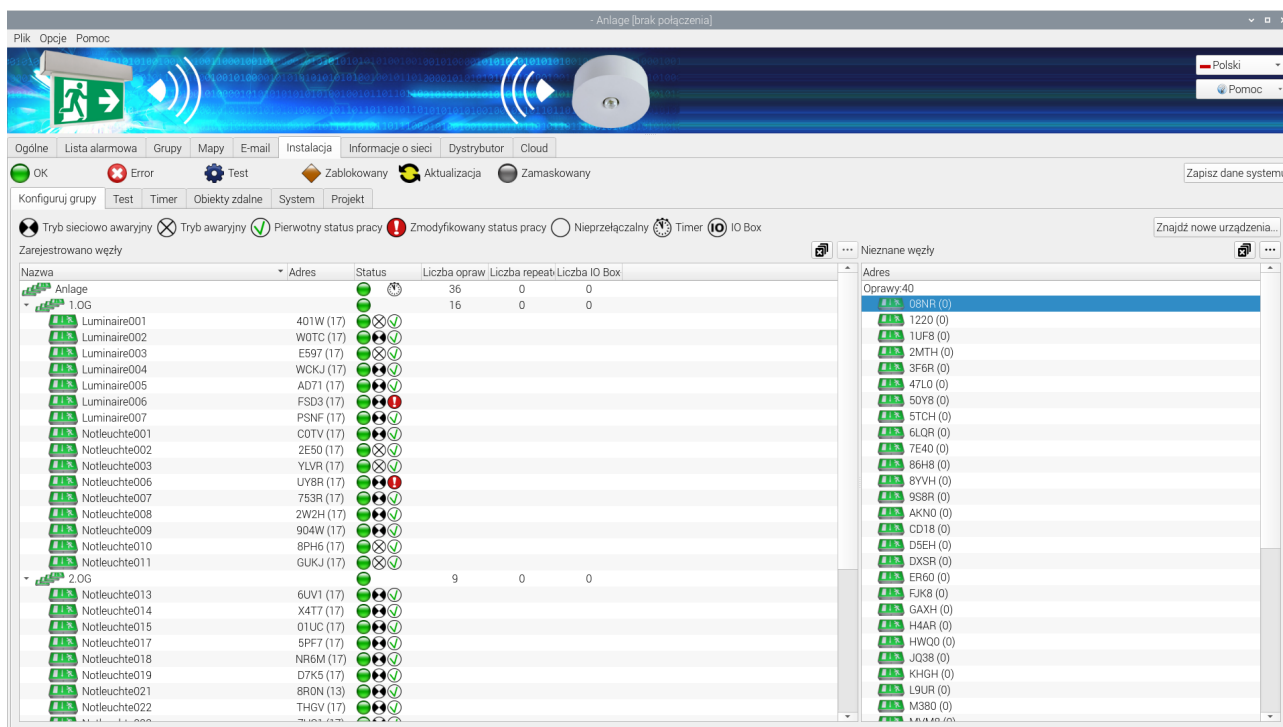 - Anlage [brak połączenia]
Plik Opcje Pomoc
Polski
Pomoc
Ogólne Lista alarmowa Grupy Mapy E-mail Instalacja Informacje o sieci Dystrybutor Cloud
OK Error Test Zablokowany Aktualizacja Zamaskowany Zapisz dane systemu
Konfiguruj grupy Test Timer Obiekty zdalne System Projekt
Tryb sieciowo awaryjny Tryb awaryjny Pierwotny status pracy Zmodyfikowany status pracy Nieprzełączalny Timer IO IO Box Znajdź nowe urządzenia...
Zarejestrowano węzły ... Nieznane węzły ...
Nazwa Adres Status Liczba opraw Liczba repeat Liczba IO Box Adres
Anlage 36 0 0 Oprawy:40
1.OG 16 0 0 08NR (0)
Luminaire001 401W (17) 1220 (0)
Luminaire002 W0TC (17) 1UF8 (0)
Luminaire003 E597 (17) 2MTH (0)
Luminaire004 WCKJ (17) 3F6R (0)
Luminaire005 AD71 (17) 47L0 (0)
Luminaire006 FSD3 (17) 50Y8 (0)
Luminaire007 PSNF (17) 5TCH (0)
Notleuchte001 C0TV (17) 6LQR (0)
Notleuchte002 2E50 (17) 7E40 (0)
Notleuchte003 YLVR (17) 86H8 (0)
Notleuchte006 UY8R (17) 8YVH (0)
Notleuchte007 753R (17) 9S8R (0)
Notleuchte008 2W2H (17) AKN0 (0)
Notleuchte009 904W (17) CD18 (0)
Notleuchte010 8PH6 (17) D5EH (0)
Notleuchte011 GUKJ (17) DXSR (0)
2.OG 9 0 0 ER60 (0)
Notleuchte013 6UV1 (17) FJK8 (0)
Notleuchte014 X4T7 (17) GAXH (0)
Notleuchte015 01UC (17) H4AR (0)
Notleuchte017 5PF7 (17) HWQ0 (0)
Notleuchte018 NR6M (17) JQ38 (0)
Notleuchte019 D7K5 (17) KHGH (0)
Notleuchte021 8R0N (13) L9UR (0)
Notleuchte022 THGV (17) M380 (0)